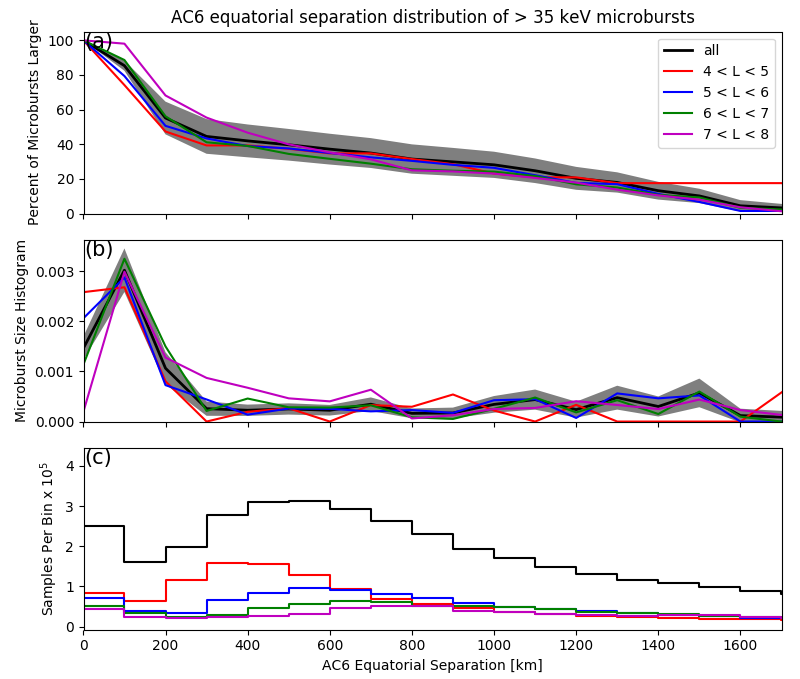 AC6 equatorial separation distribution of > 35 keV microbursts
Percent of Microbursts Larger
(a)
100
80
60
40
20
0
all
4 < L < 5
5 < L < 6
6 < L < 7
7 < L < 8
Microburst Size Histogram
(b)
0.003
0.002
0.001
0.000
Samples Per Bin x 10⁵
(c)
4
3
2
1
0
0 200 400 600 800 1000 1200 1400 1600
AC6 Equatorial Separation [km]